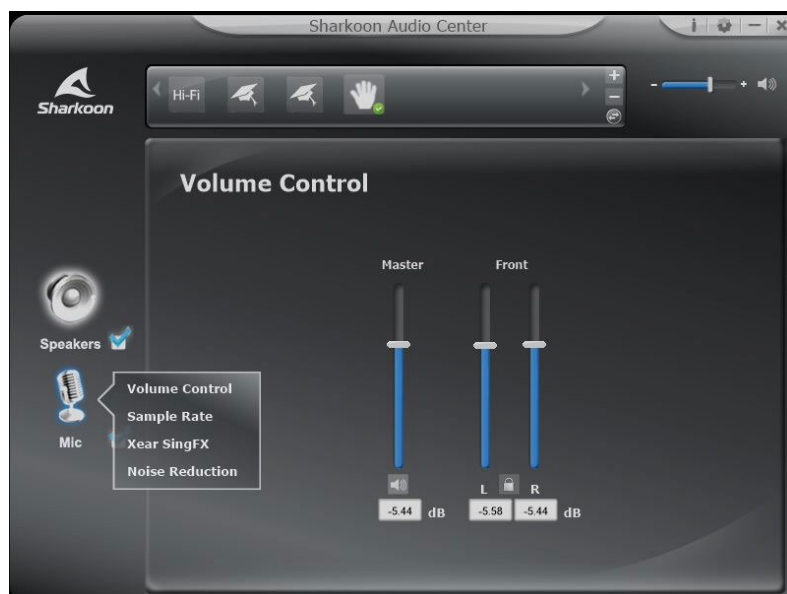 Sharkoon Audio Center
Sharkoon
Hi-Fi
Volume Control
Master Front
Speakers
Mic
Volume Control
Sample Rate
Xear SingFX
Noise Reduction
L R
-5.44 dB -5.58 -5.44 dB